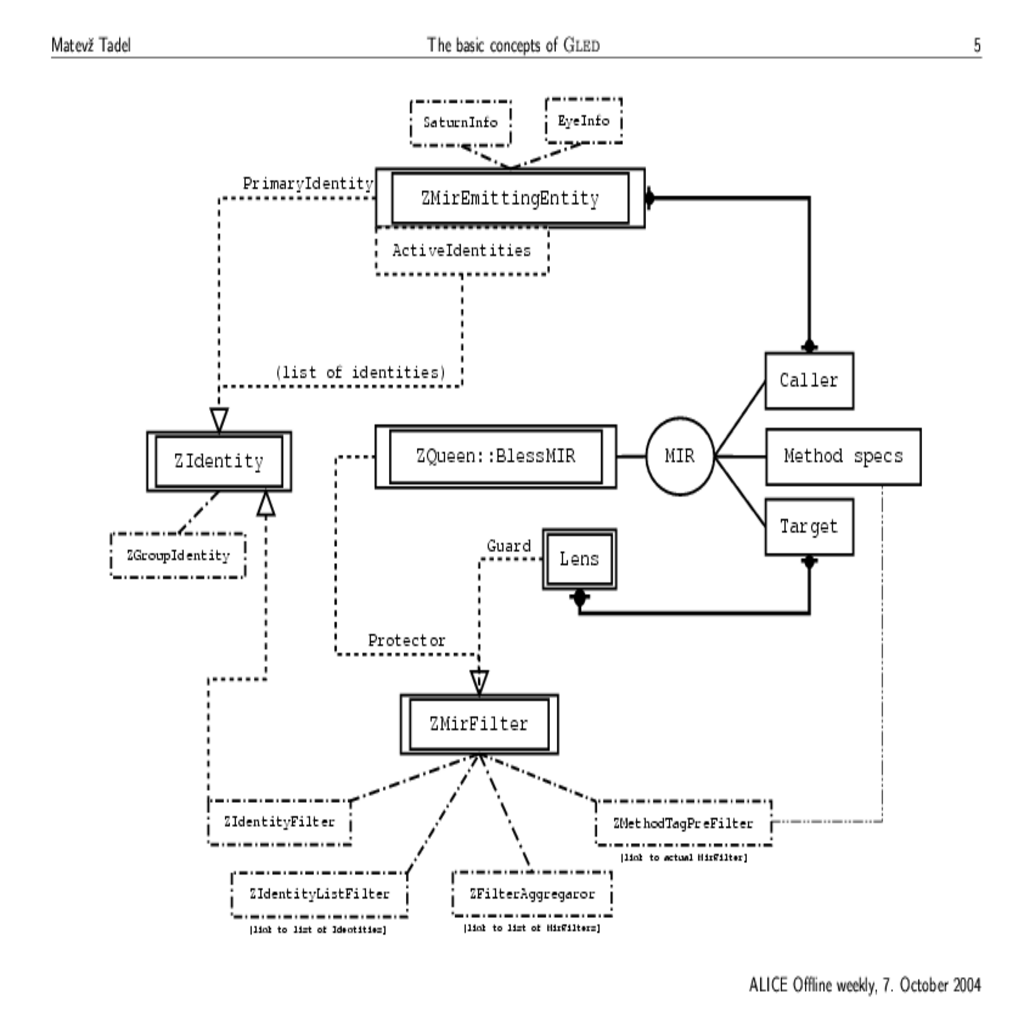 Matevž Tadel The basic concepts of GLED 5
SaturnInfo EyeInfo
PrimaryIdentity
ZMirEmittingEntity
ActiveIdentities
(list of identities)
Caller
ZIdentity
ZQueen::BlessMIR
MIR
Method specs
Target
ZGroupIdentity
Guard
Lens
Protector
ZMirFilter
ZIdentityFilter
ZMethodTagPreFilter
[link to actual MirFilter]
ZIdentityListFilter
ZFilterAggregaror
[link to list of Identities]
[link to list of MirFilters]
ALICE Offline weekly, 7. October 2004